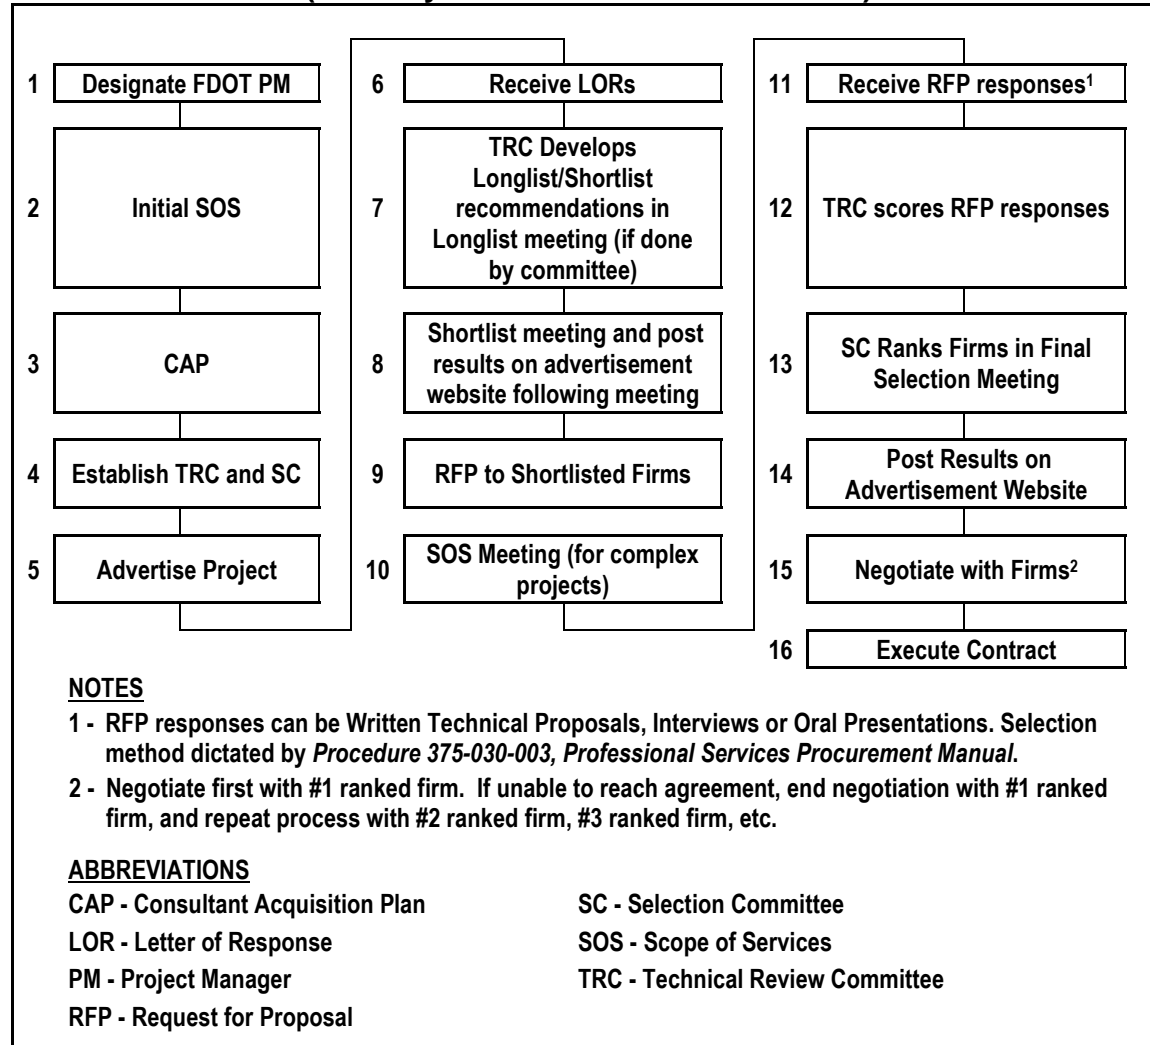 1 Designate FDOT PM
2 Initial SOS
3 CAP
4 Establish TRC and SC
5 Advertise Project
6 Receive LORs
7 TRC Develops
Longlist/Shortlist
recommendations in
Longlist meeting (if done
by committee)
8 Shortlist meeting and post
results on advertisement
website following meeting
9 RFP to Shortlisted Firms
10 SOS Meeting (for complex
projects)
11 Receive RFP responses¹
12 TRC scores RFP responses
13 SC Ranks Firms in Final
Selection Meeting
14 Post Results on
Advertisement Website
15 Negotiate with Firms²
16 Execute Contract
NOTES
1 - RFP responses can be Written Technical Proposals, Interviews or Oral Presentations. Selection
method dictated by Procedure 375-030-003, Professional Services Procurement Manual.
2 - Negotiate first with #1 ranked firm. If unable to reach agreement, end negotiation with #1 ranked
firm, and repeat process with #2 ranked firm, #3 ranked firm, etc.
ABBREVIATIONS
CAP - Consultant Acquisition Plan
LOR - Letter of Response
PM - Project Manager
RFP - Request for Proposal
SC - Selection Committee
SOS - Scope of Services
TRC - Technical Review Committee